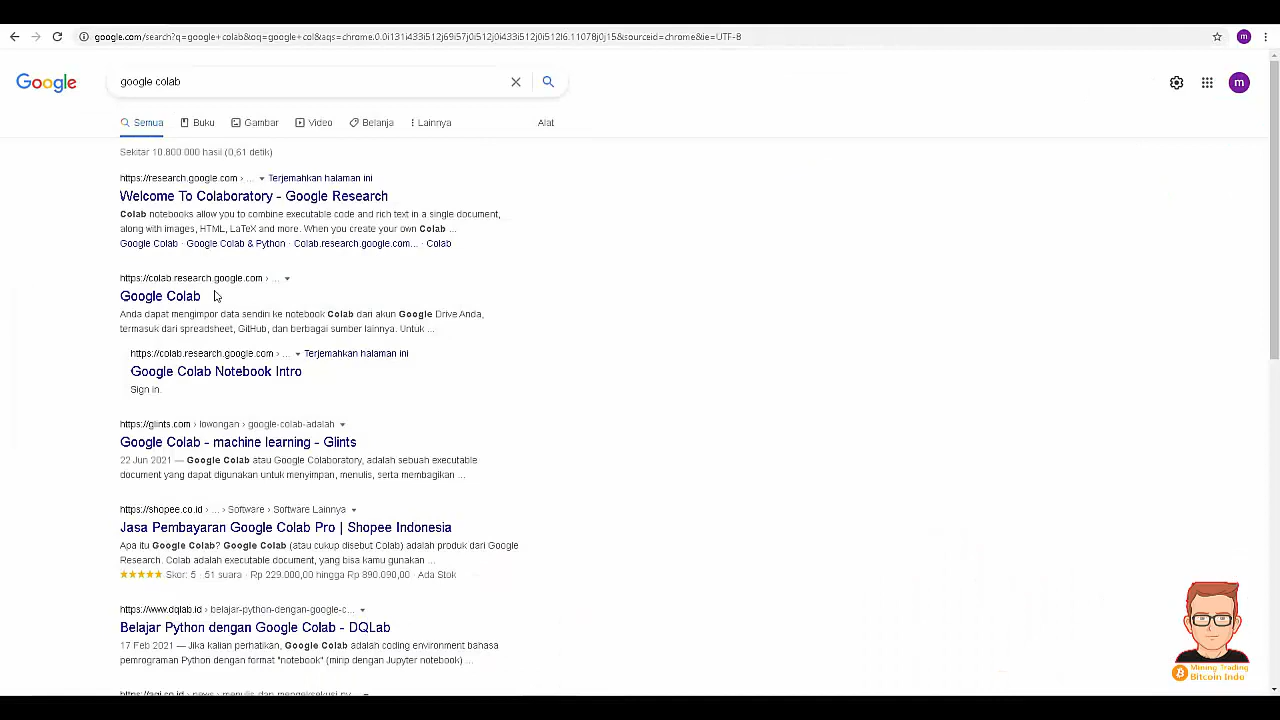 google.com/search?q=google+colab&oq=google+col&aqs=chrome.0.0i131i433i512j69i57j0i512j0i433i512j0i512l6.11078j0j15&sourceid=chrome&ie=UTF-8
m
Google
google colab
m
Semua
Buku
Gambar
Video
Belanja
Lainnya
Alat
Sekitar 10.800.000 hasil (0,61 detik)
https://research.google.com › ... Terjemahkan halaman ini
Welcome To Colaboratory - Google Research
Colab notebooks allow you to combine executable code and rich text in a single document,
along with images, HTML, LaTeX and more. When you create your own Colab ...
Google Colab · Google Colab & Python · Colab.research.google.com... · Colab
https://colab.research.google.com › ...
Google Colab
Anda dapat mengimpor data sendiri ke notebook Colab dari akun Google Drive Anda,
termasuk dari spreadsheet, GitHub, dan berbagai sumber lainnya. Untuk ...
https://colab.research.google.com › ... Terjemahkan halaman ini
Google Colab Notebook Intro
Sign in.
https://glints.com › lowongan › google-colab-adalah
Google Colab - machine learning - Glints
22 Jun 2021 — Google Colab atau Google Colaboratory, adalah sebuah executable
document yang dapat digunakan untuk menyimpan, menulis, serta membagikan ...
https://shopee.co.id › ... › Software › Software Lainnya
Jasa Pembayaran Google Colab Pro | Shopee Indonesia
Apa itu Google Colab? Google Colab (atau cukup disebut Colab) adalah produk dari Google
Research. Colab adalah executable document, yang bisa kamu gunakan ...
Skor: 5 · 51 suara · Rp 229.000,00 hingga Rp 890.090,00 · Ada Stok
https://www.dqlab.id › belajar-python-dengan-google-c...
Belajar Python dengan Google Colab - DQLab
17 Feb 2021 — Jika kalian perhatikan, Google Colab adalah coding environment bahasa
pemrograman Python dengan format "notebook" (mirip dengan Jupyter notebook) ...
Mining Trading
Bitcoin Indo